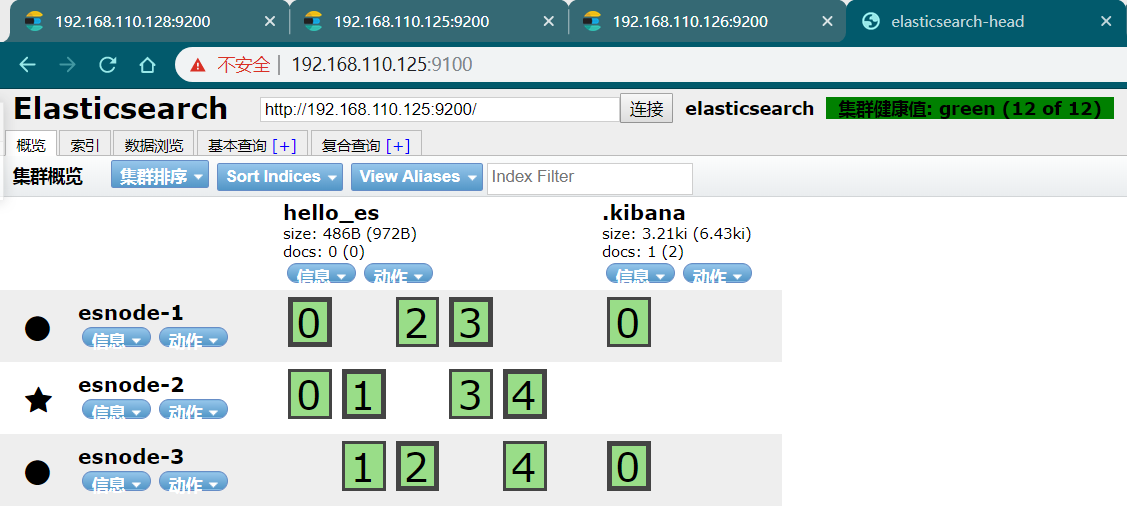 192.168.110.128:9200 192.168.110.125:9200 192.168.110.126:9200 elasticsearch-head
不安全 192.168.110.125:9100
Elasticsearch http://192.168.110.125:9200/ 连接 elasticsearch 集群健康值: green (12 of 12)
概览 索引 数据浏览 基本查询 [+] 复合查询 [+]
集群概览 集群排序 Sort Indices View Aliases Index Filter
hello_es .kibana
size: 486B (972B) size: 3.21ki (6.43ki)
docs: 0 (0) docs: 1 (2)
信息 动作 信息 动作
esnode-1 0 2 3 0
信息 动作
esnode-2 0 1 3 4
信息 动作
esnode-3 1 2 4 0
信息 动作